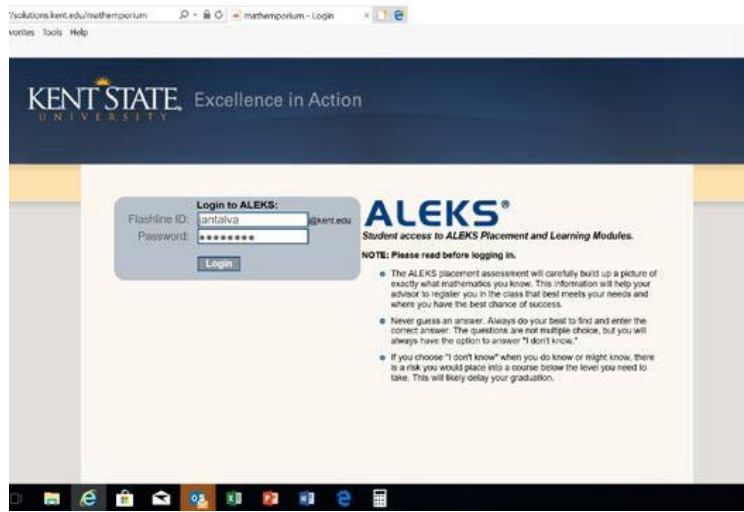 /solutions.kent.edu/mathemporium
mathemporium - Login
vorites Tools Help
KENT STATE
UNIVERSITY
Excellence in Action
Login to ALEKS:
Flashline ID: jantalva @kent.edu
Password:
Login
ALEKS®
Student access to ALEKS Placement and Learning Modules.
NOTE: Please read before logging in.
The ALEKS placement assessment will carefully build up a picture of
exactly what mathematics you know. This information will help your
advisor to register you in the class that best meets your needs and
where you have the best chance of success.
Never guess an answer. Always do your best to find and enter the
correct answer. The questions are not multiple choice, but you will
always have the option to answer "I don't know."
If you choose "I don't know" when you do know or might know, there
is a risk you would place into a course below the level you need to
take. This will likely delay your graduation.